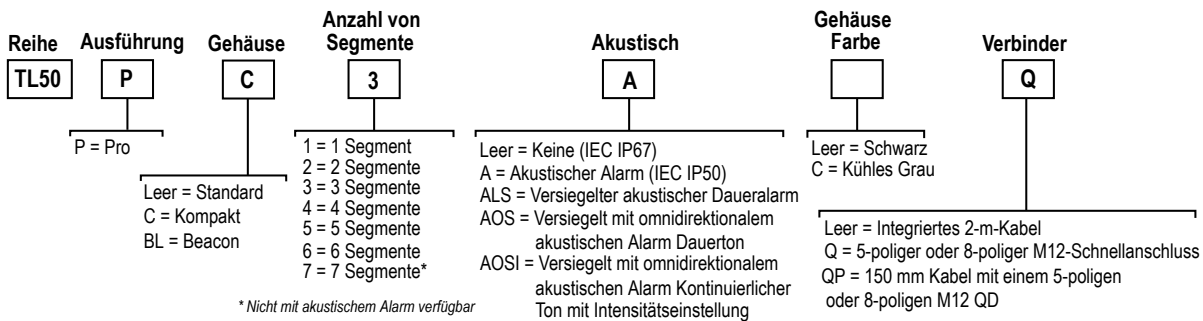 Reihe
TL50
Ausführung
P
P = Pro
Gehäuse
C
Leer = Standard
C = Kompakt
BL = Beacon
Anzahl von
Segmente
3
1 = 1 Segment
2 = 2 Segmente
3 = 3 Segmente
4 = 4 Segmente
5 = 5 Segmente
6 = 6 Segmente
7 = 7 Segmente*
* Nicht mit akustischem Alarm verfügbar
Akustisch
A
Leer = Keine (IEC IP67)
A = Akustischer Alarm (IEC IP50)
ALS = Versiegelter akustischer Daueralarm
AOS = Versiegelt mit omnidirektionalem
akustischen Alarm Dauerton
AOSI = Versiegelt mit omnidirektionalem
akustischen Alarm Kontinuierlicher
Ton mit Intensitätseinstellung
Gehäuse
Farbe
Leer = Schwarz
C = Kühles Grau
Verbinder
Q
Leer = Integriertes 2-m-Kabel
Q = 5-poliger oder 8-poliger M12-Schnellanschluss
QP = 150 mm Kabel mit einem 5-poligen
oder 8-poligen M12 QD